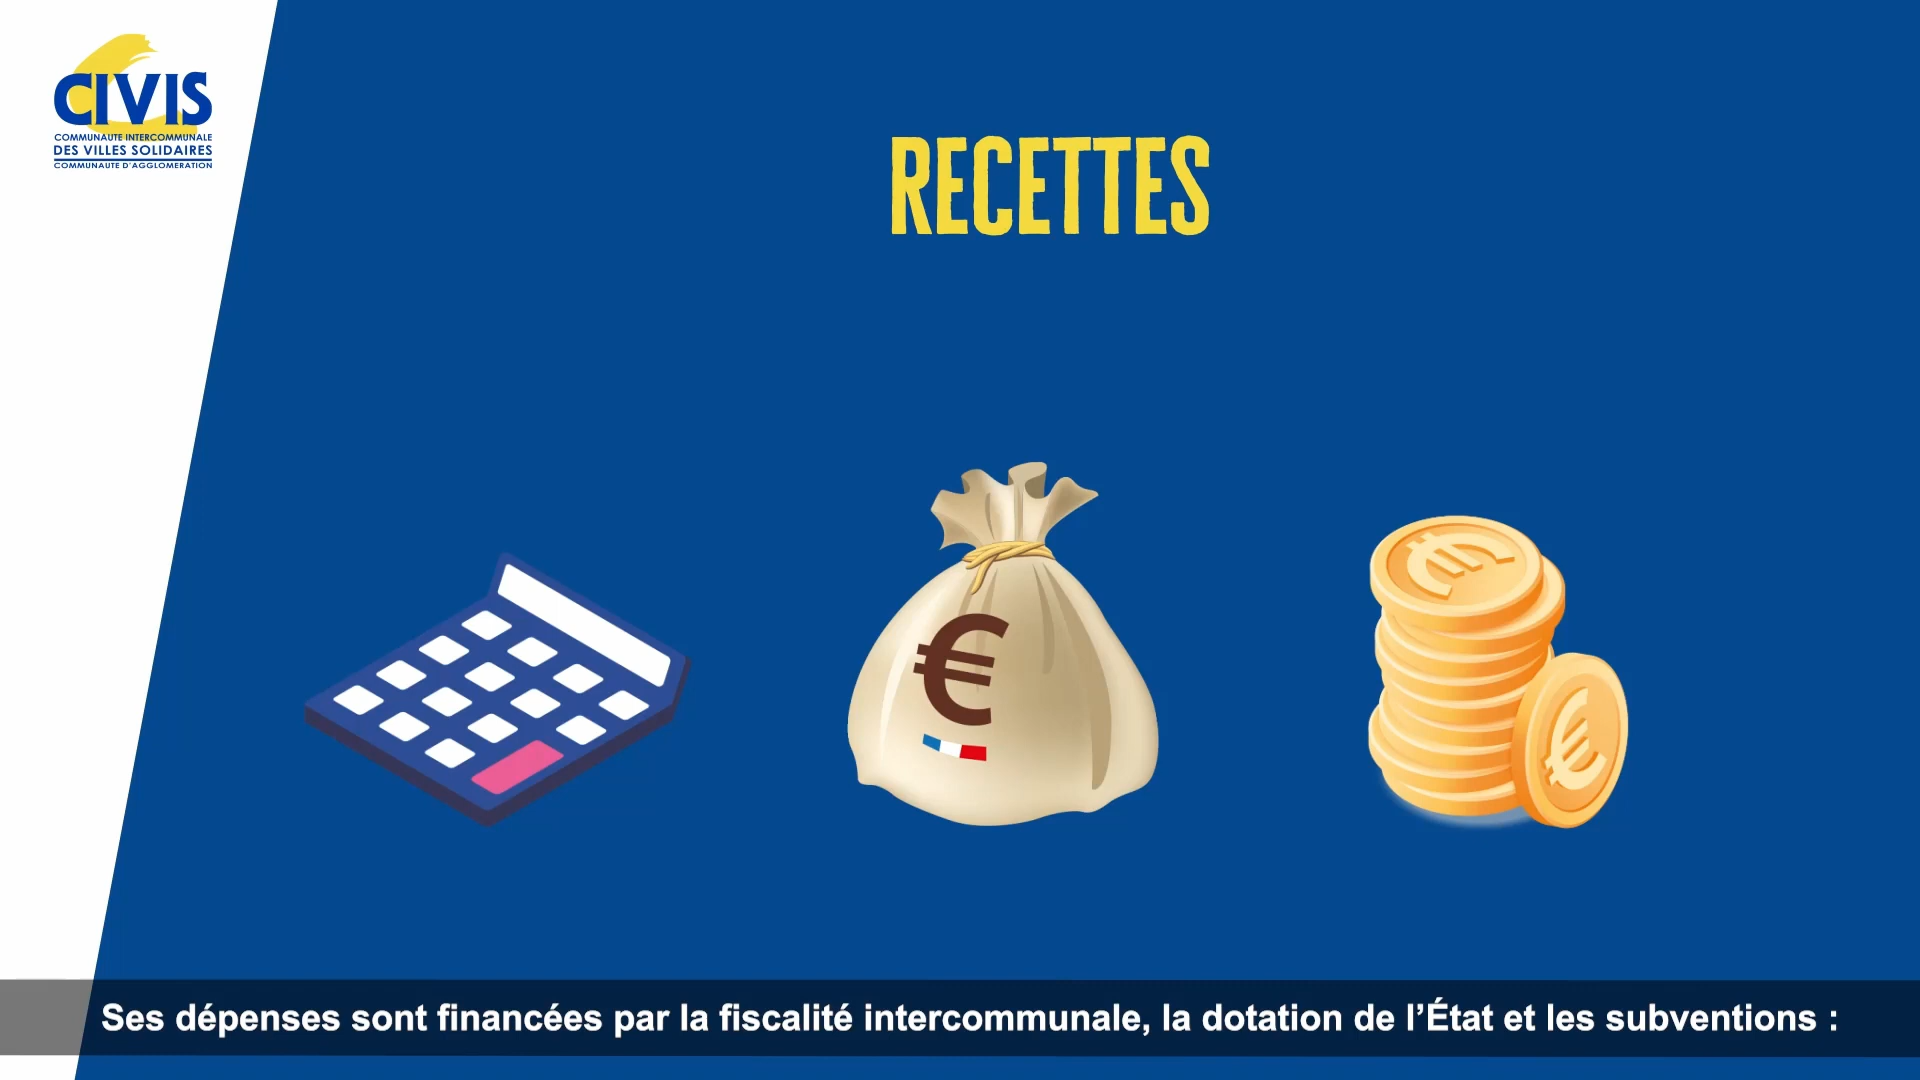 CIVIS
COMMUNAUTE INTERCOMMUNALE
DES VILLES SOLIDAIRES
COMMUNAUTE D'AGGLOMERATION
RECETTES
€
€
€
Ses dépenses sont financées par la fiscalité intercommunale, la dotation de l’État et les subventions :